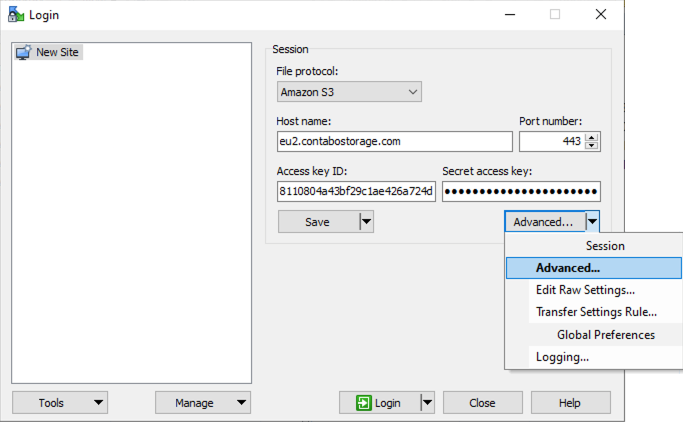 Login
New Site
Session
File protocol:
Amazon S3
Host name:
Port number:
eu2.contabostorage.com
443
Access key ID:
Secret access key:
8110804a43bf29c1ae426a724d
●●●●●●●●●●●●●●●●●●●●●●
Save
Advanced...
Session
Advanced...
Edit Raw Settings...
Transfer Settings Rule...
Global Preferences
Logging...
Tools
Manage
Login
Close
Help